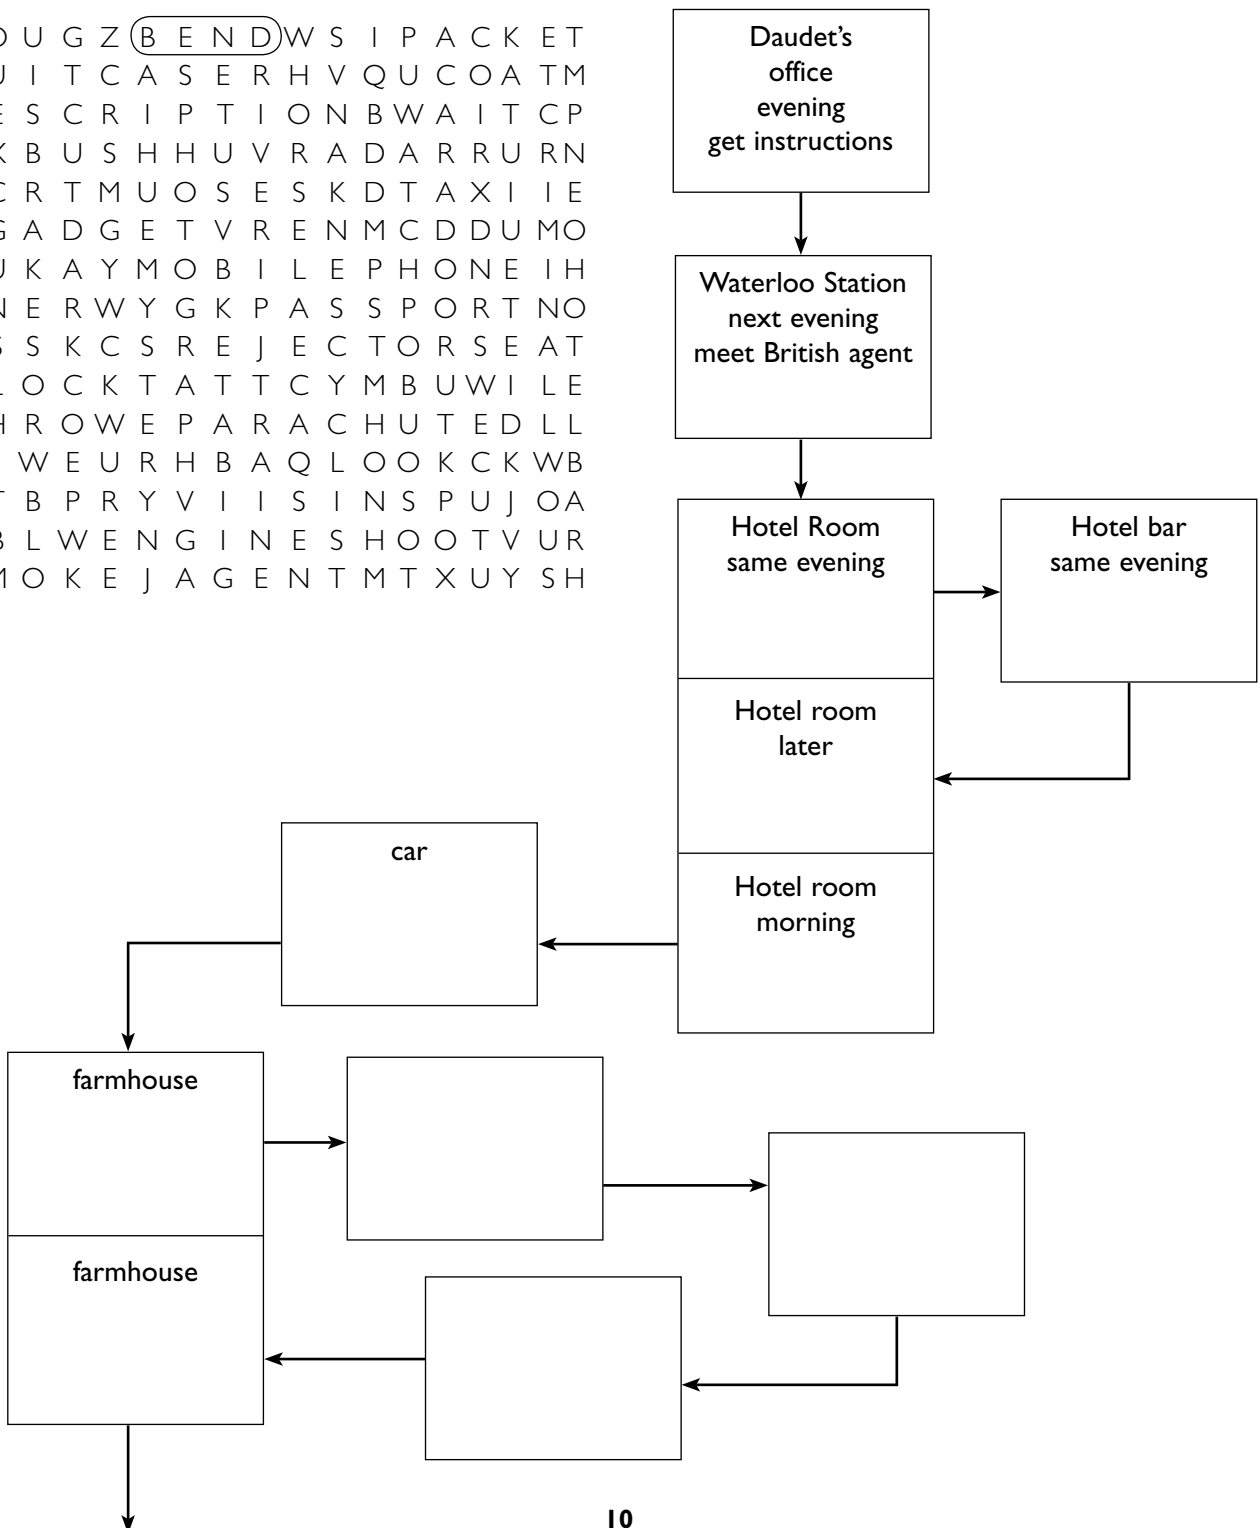 D U G Z B E N D W S I P A C K E T
U I T C A S E R H V Q U C O A T M
E S C R I P T I O N B W A I T C P
K B U S H H U V R A D A R R U R N
C R T M U O S E S K D T A X I I E
G A D G E T V R E N M C D D U M O
U K A Y M O B I L E P H O N E I H
N E R W Y G K P A S S P O R T N O
S S K C S R E J E C T O R S E A T
L O C K T A T T C Y M B U W I L E
H R O W E P A R A C H U T E D L L
W E U R H B A Q L O O K C K W B
T B P R Y V I I S I N S P U J O A
B L W E N G I N E S H O O T V U R
M O K E J A G E N T M T X U Y S H
Daudet's
office
evening
get instructions
Waterloo Station
next evening
meet British agent
Hotel Room
same evening
Hotel bar
same evening
Hotel room
later
Hotel room
morning
car
farmhouse
farmhouse
10